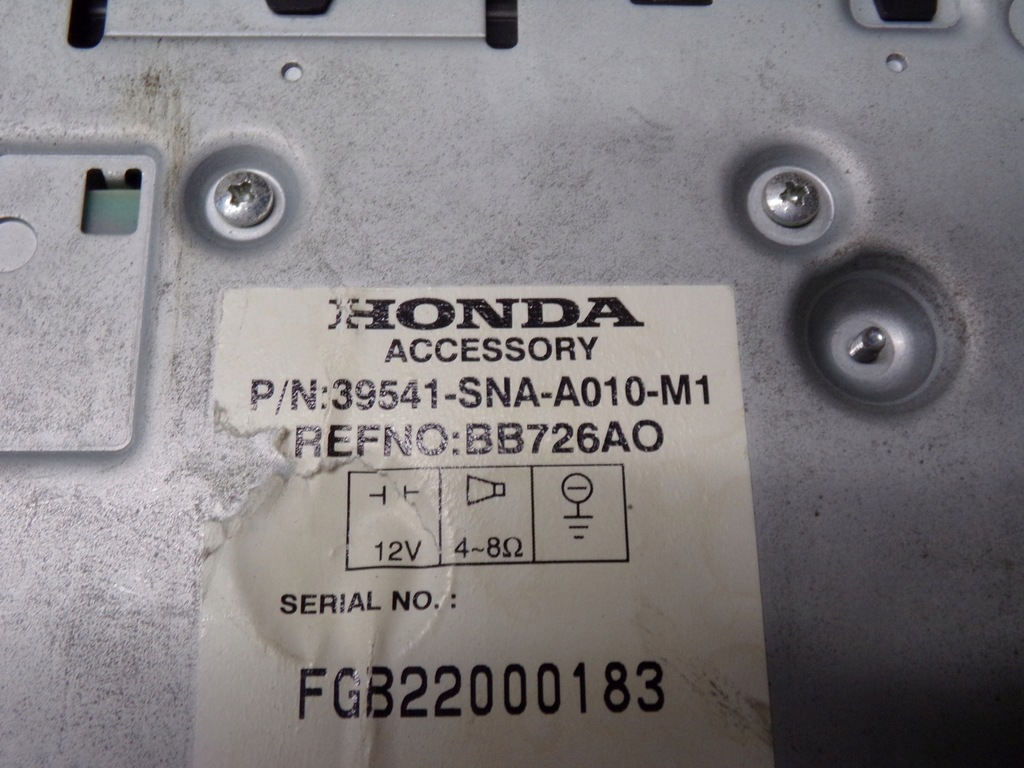 HONDA
ACCESSORY
P/N:39541-SNA-A010-M1
REFNO:BB726AO
12V 4~8Ω
SERIAL NO. :
FGB22000183